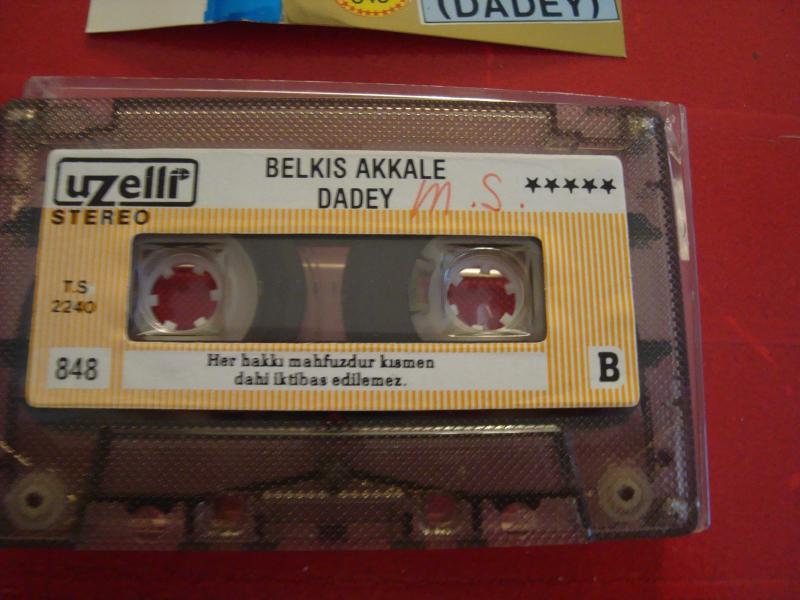 (DADEY)
uzelli
STEREO
BELKIS AKKALE
DADEY
M.S.
★★★★★
T.S
2240
848
Her hakkı mahfuzdur kısmen
dahi iktibas edilemez.
B